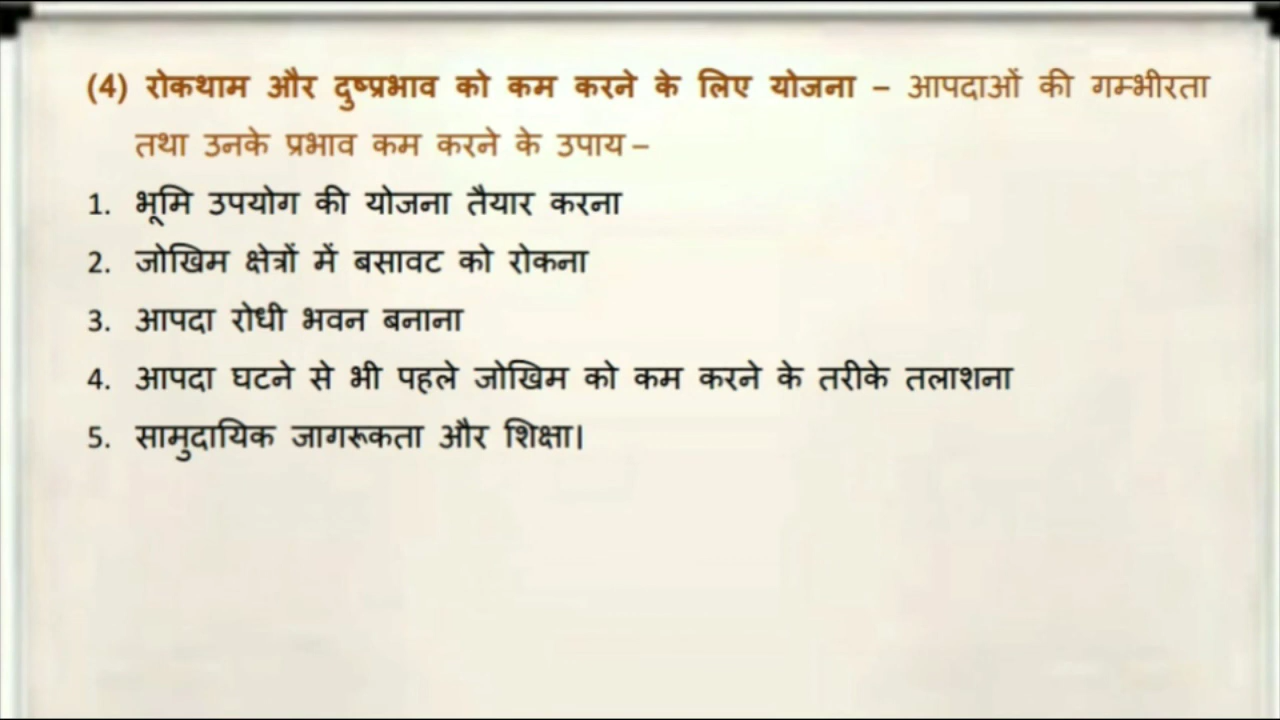 (4) रोकथाम और दुष्प्रभाव को कम करने के लिए योजना – आपदाओं की गम्भीरता
तथा उनके प्रभाव कम करने के उपाय –
1. भूमि उपयोग की योजना तैयार करना
2. जोखिम क्षेत्रों में बसावट को रोकना
3. आपदा रोधी भवन बनाना
4. आपदा घटने से भी पहले जोखिम को कम करने के तरीके तलाशना
5. सामुदायिक जागरूकता और शिक्षा।